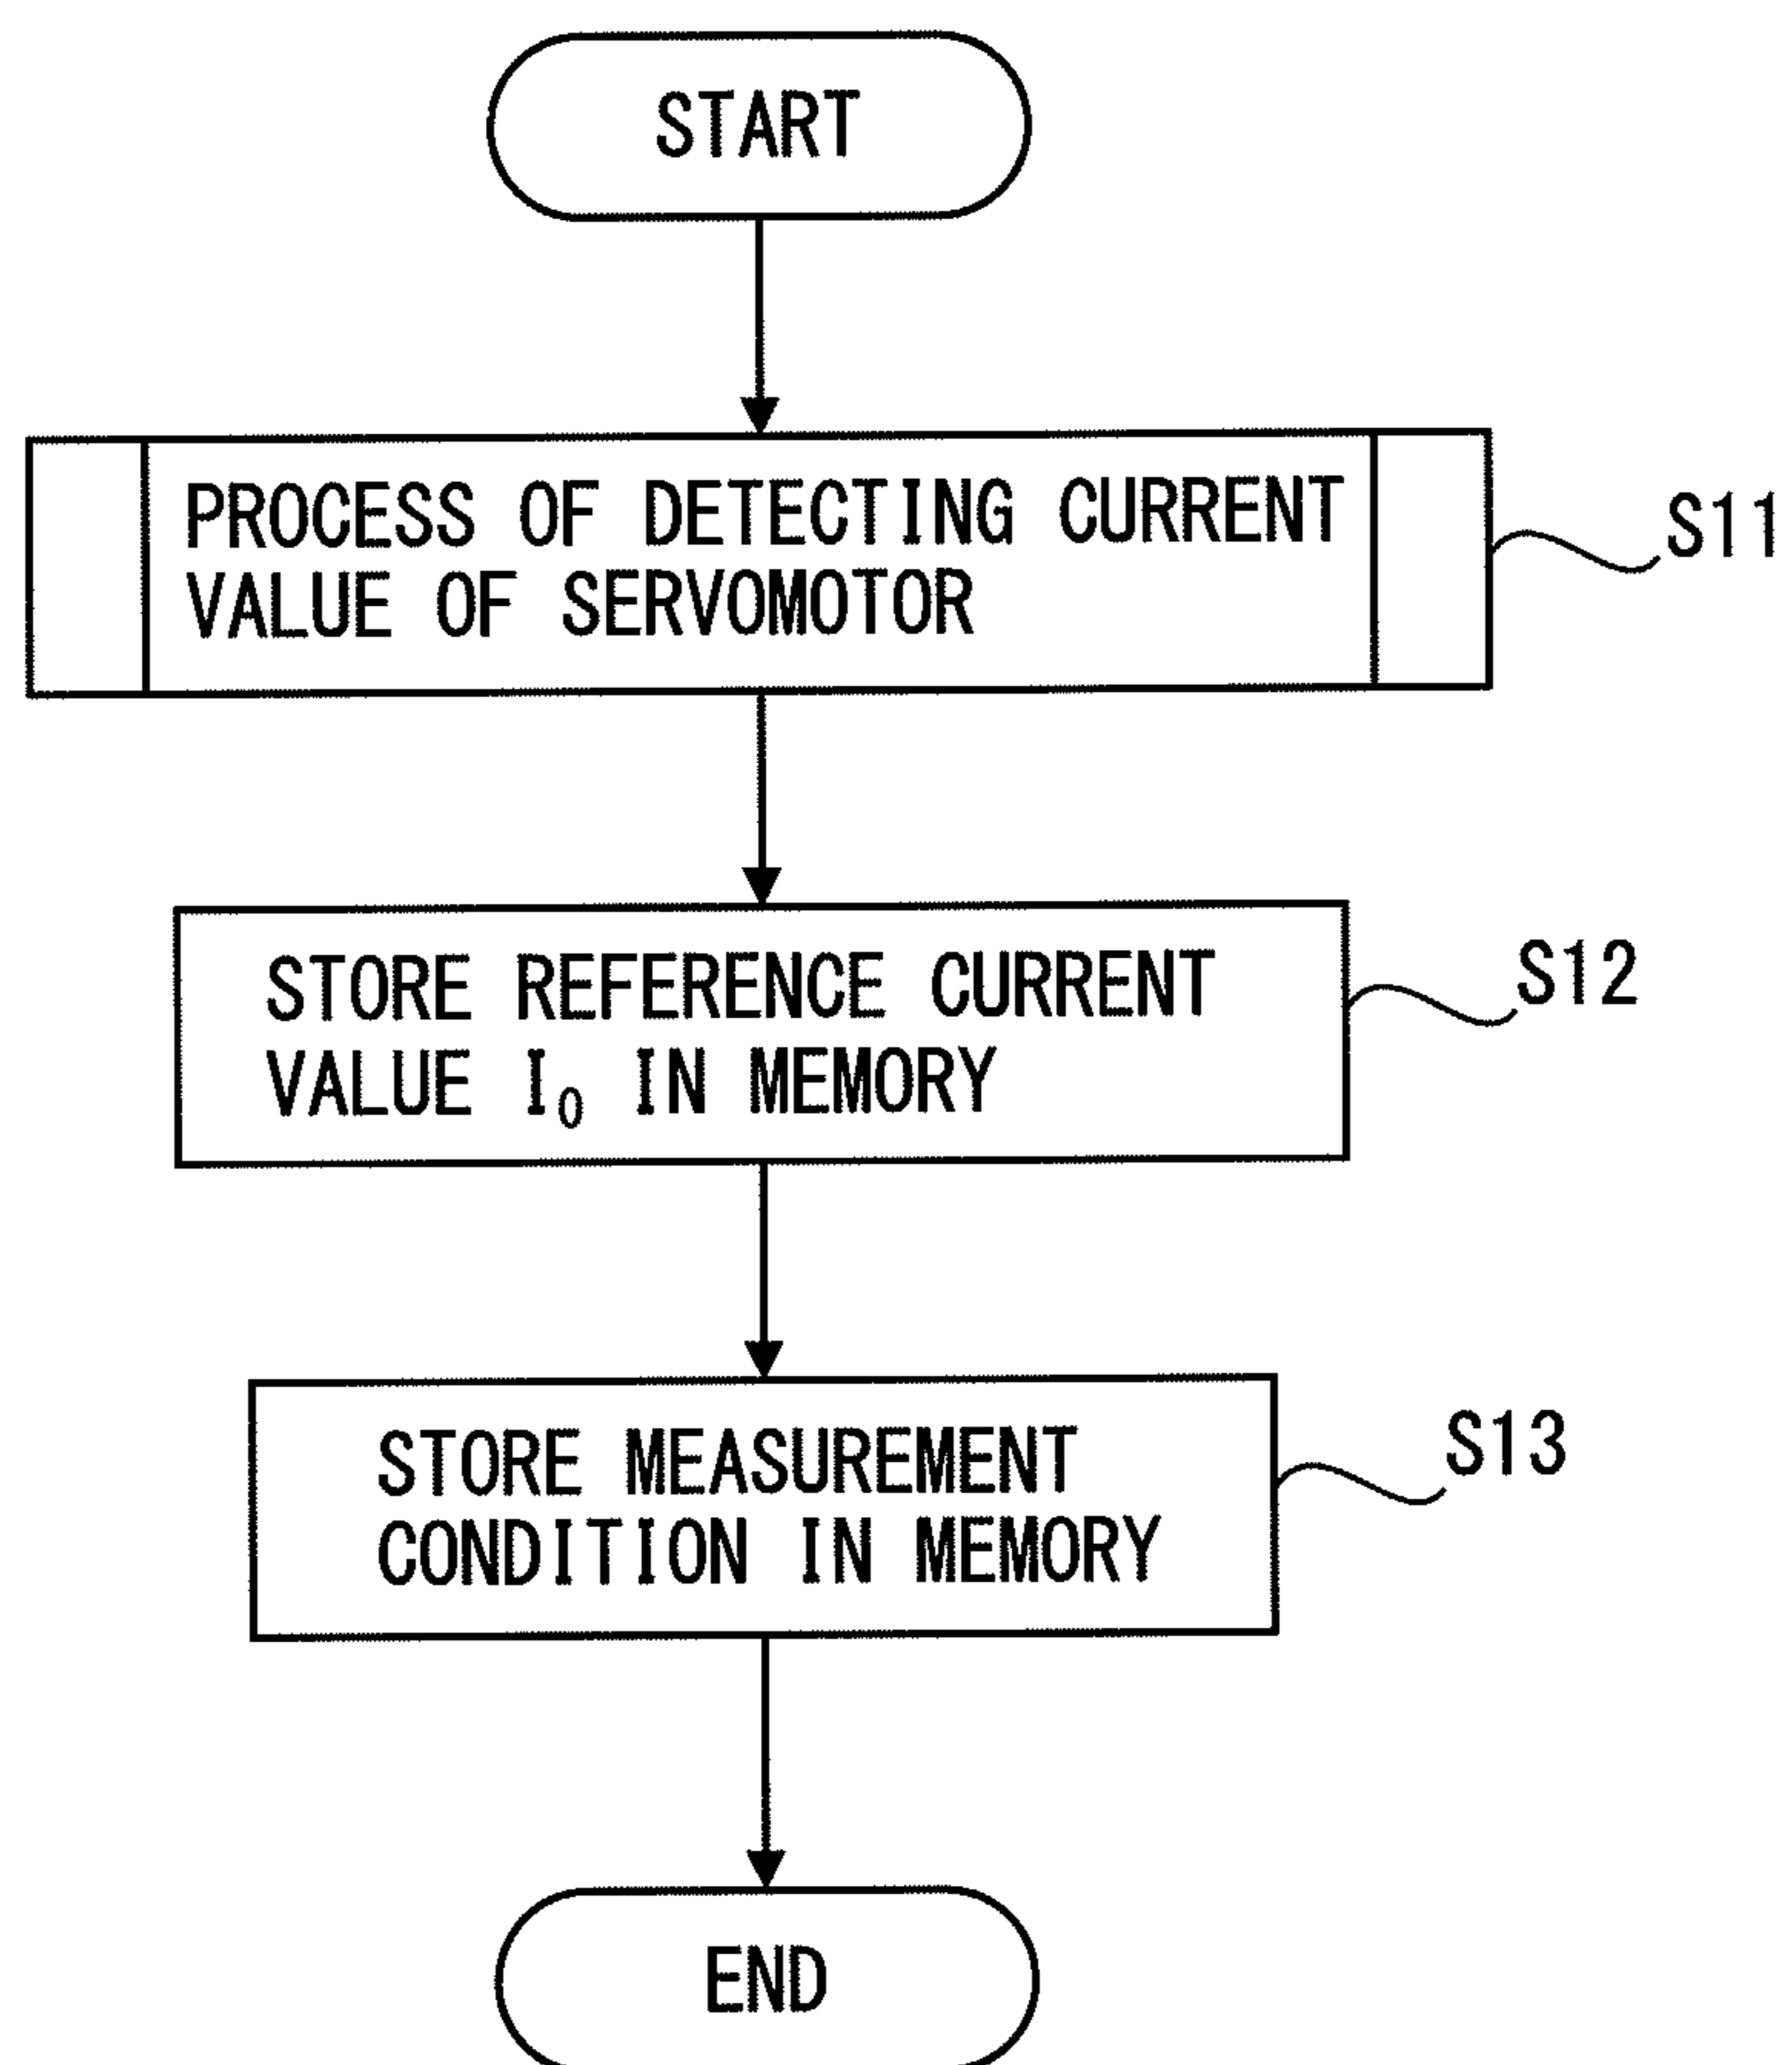 START
PROCESS OF DETECTING CURRENT
VALUE OF SERVOMOTOR
S11
STORE REFERENCE CURRENT
VALUE I₀ IN MEMORY
S12
STORE MEASUREMENT
CONDITION IN MEMORY
S13
END